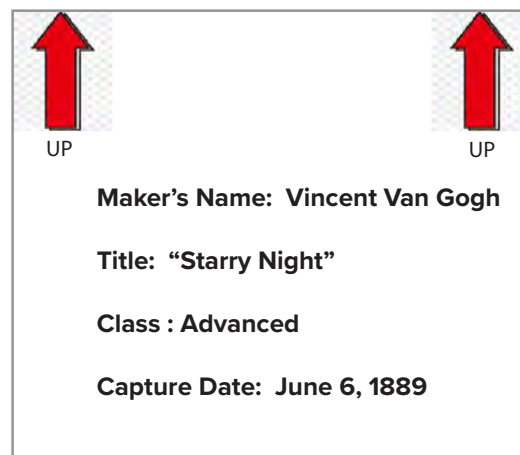 UP UP
Maker's Name:  Vincent Van Gogh
Title:  “Starry Night”
Class : Advanced
Capture Date:  June 6, 1889